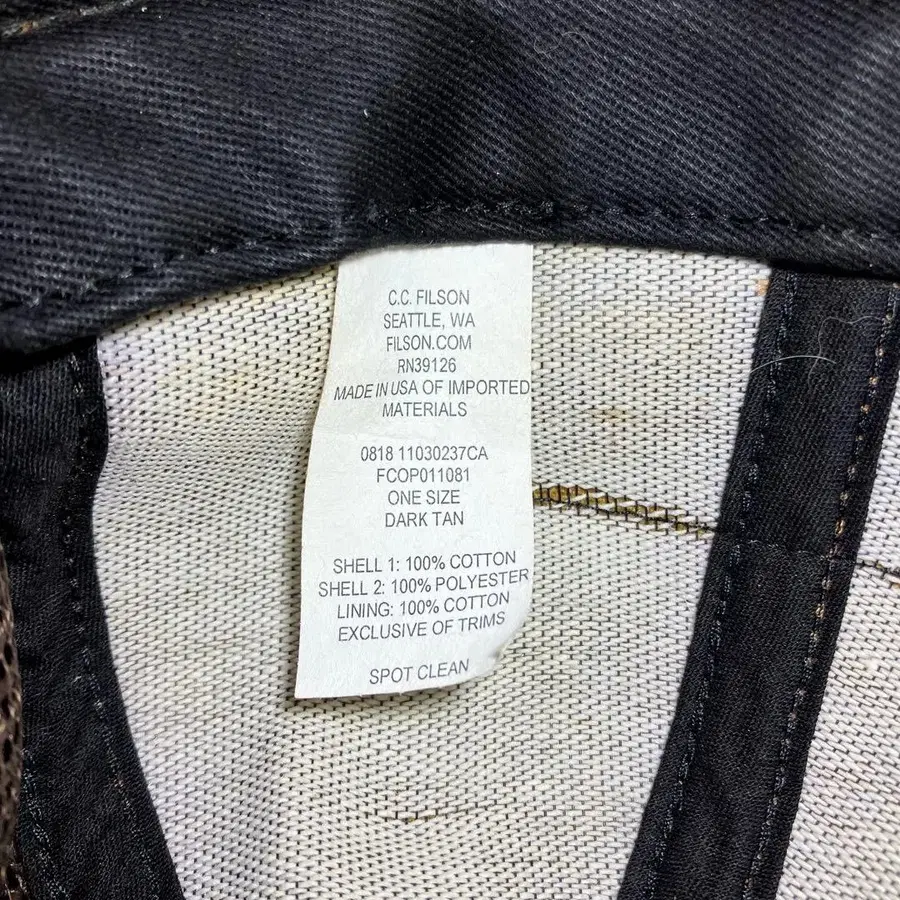 C.C. FILSON
SEATTLE, WA
FILSON.COM
RN39126
MADE IN USA OF IMPORTED
MATERIALS
0818 11030237CA
FCOP011081
ONE SIZE
DARK TAN
SHELL 1: 100% COTTON
SHELL 2: 100% POLYESTER
LINING: 100% COTTON
EXCLUSIVE OF TRIMS
SPOT CLEAN